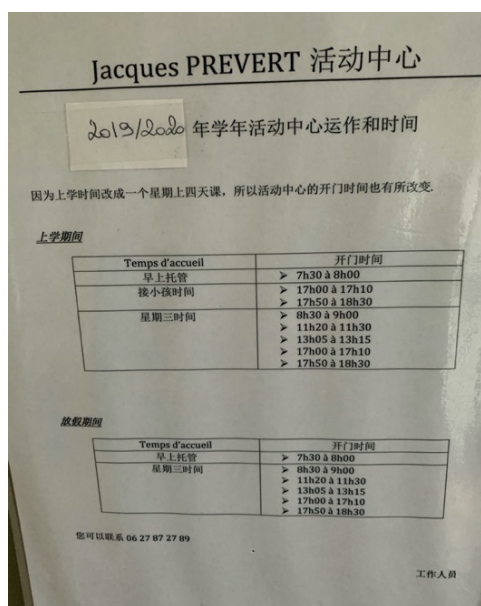 Jacques PREVERT 活动中心
2019/2020 年学年活动中心运作和时间
因为上学时间改成一个星期上四天课，所以活动中心的开门时间也有所改变.
上学期间
Temps d'accueil 开门时间
早上托管 ➢ 7h30 à 8h00
接小孩时间 ➢ 17h00 à 17h10
➢ 17h50 à 18h30
星期三时间 ➢ 8h30 à 9h00
➢ 11h20 à 11h30
➢ 13h05 à 13h15
➢ 17h00 à 17h10
➢ 17h50 à 18h30
放假期间
Temps d'accueil 开门时间
早上托管 ➢ 7h30 à 8h00
星期三时间 ➢ 8h30 à 9h00
➢ 11h20 à 11h30
➢ 13h05 à 13h15
➢ 17h00 à 17h10
➢ 17h50 à 18h30
您可以联系 06 27 87 27 89
工作人员